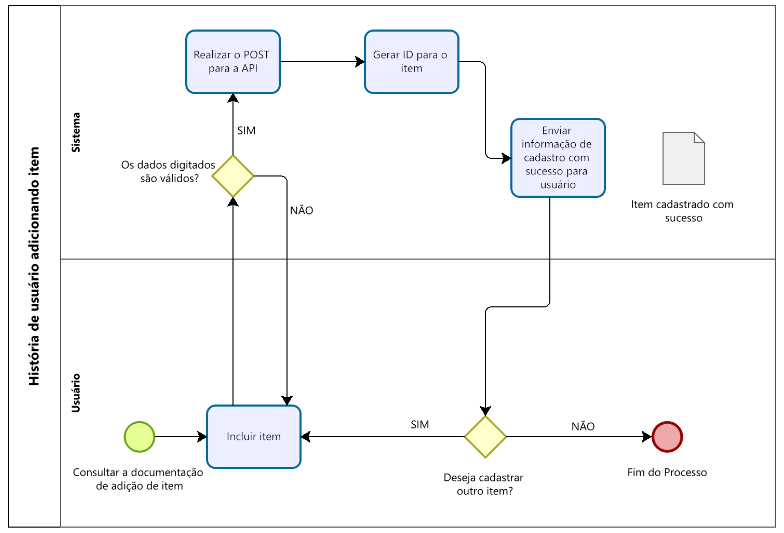 História de usuário adicionando item
Sistema
Realizar o POST
para a API
Gerar ID para o
item
Enviar
informação de
cadastro com
sucesso para
usuário
Item cadastrado com
sucesso
SIM
Os dados digitados
são válidos?
NÃO
Usuário
Consultar a documentação
de adição de item
Incluir item
SIM
Deseja cadastrar
outro item?
NÃO
Fim do Processo